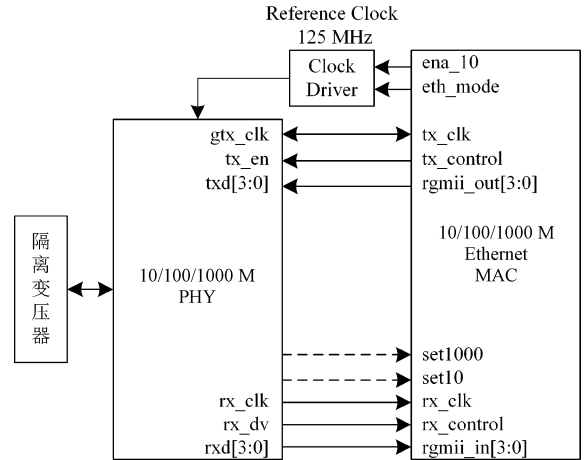 Reference Clock
125 MHz
Clock
Driver
ena_10
eth_mode
gtx_clk
tx_clk
tx_en
tx_control
txd[3:0]
rgmii_out[3:0]
隔离变压器
10/100/1000 M
PHY
10/100/1000 M
Ethernet
MAC
set1000
set10
rx_clk
rx_clk
rx_dv
rx_control
rxd[3:0]
rgmii_in[3:0]